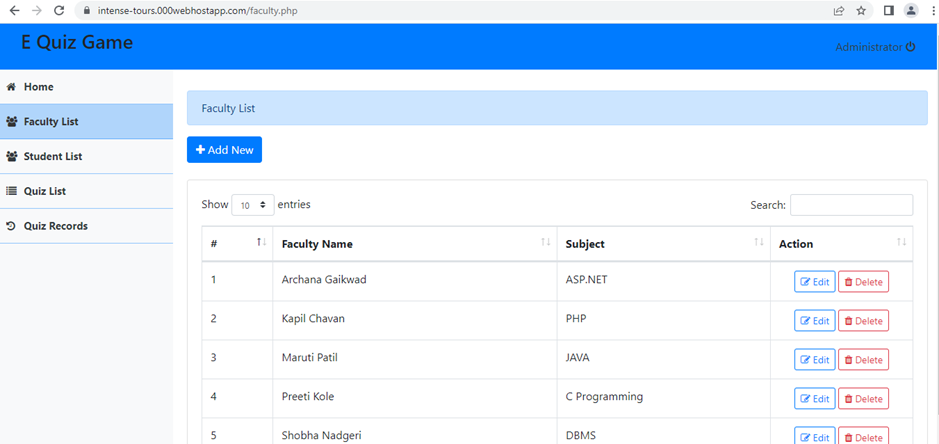 intense-tours.000webhostapp.com/faculty.php
E Quiz Game
Administrator
Home
Faculty List
Student List
Quiz List
Quiz Records
Faculty List
+ Add New
Show 10 entries Search:
# Faculty Name Subject Action
1 Archana Gaikwad ASP.NET Edit Delete
2 Kapil Chavan PHP Edit Delete
3 Maruti Patil JAVA Edit Delete
4 Preeti Kole C Programming Edit Delete
5 Shobha Nadgeri DBMS Edit Delete